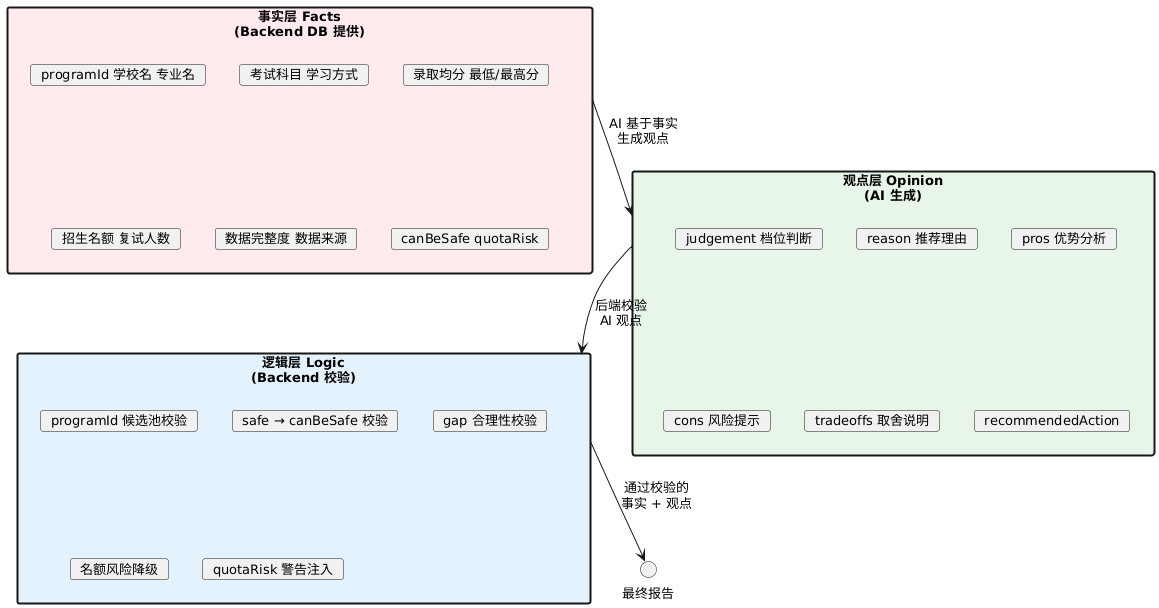 事实层 Facts
(Backend DB 提供)
programId 学校名 专业名
考试科目 学习方式
录取均分 最低/最高分
招生名额 复试人数
数据完整度 数据来源
canBeSafe quotaRisk
AI 基于事实
生成观点
观点层 Opinion
(AI 生成)
judgement 档位判断
reason 推荐理由
pros 优势分析
cons 风险提示
tradeoffs 取舍说明
recommendedAction
后端校验
AI 观点
逻辑层 Logic
(Backend 校验)
programId 候选池校验
safe → canBeSafe 校验
gap 合理性校验
名额风险降级
quotaRisk 警告注入
通过校验的
事实 + 观点
最终报告